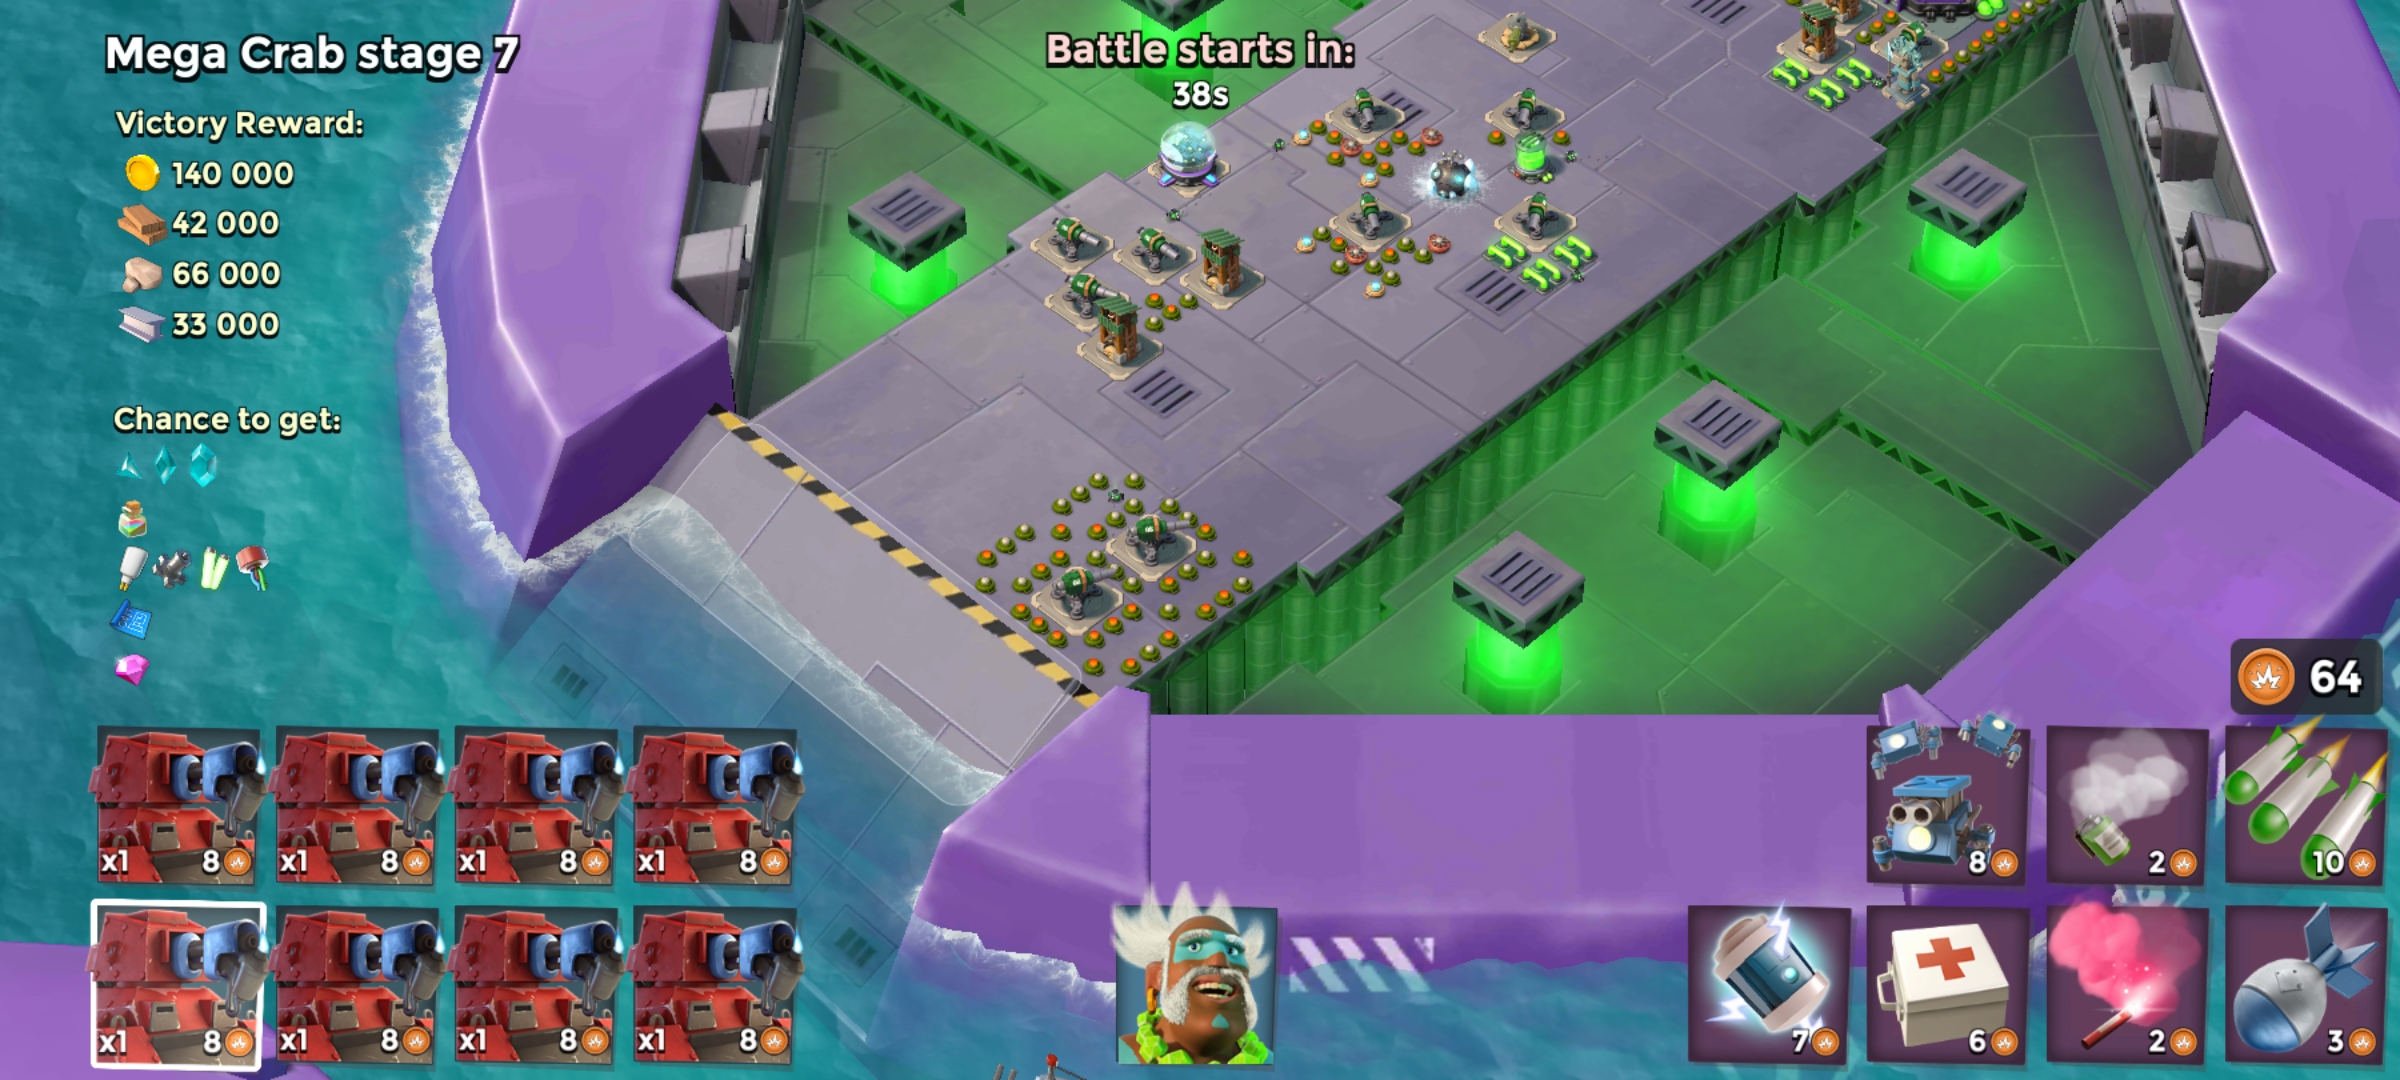 Mega Crab stage 7
Battle starts in:
38s
Victory Reward:
140 000
42 000
66 000
33 000
Chance to get:
64
x1 8
x1 8
x1 8
x1 8
8
2
10
x1 8
x1 8
x1 8
x1 8
7
6
2
3